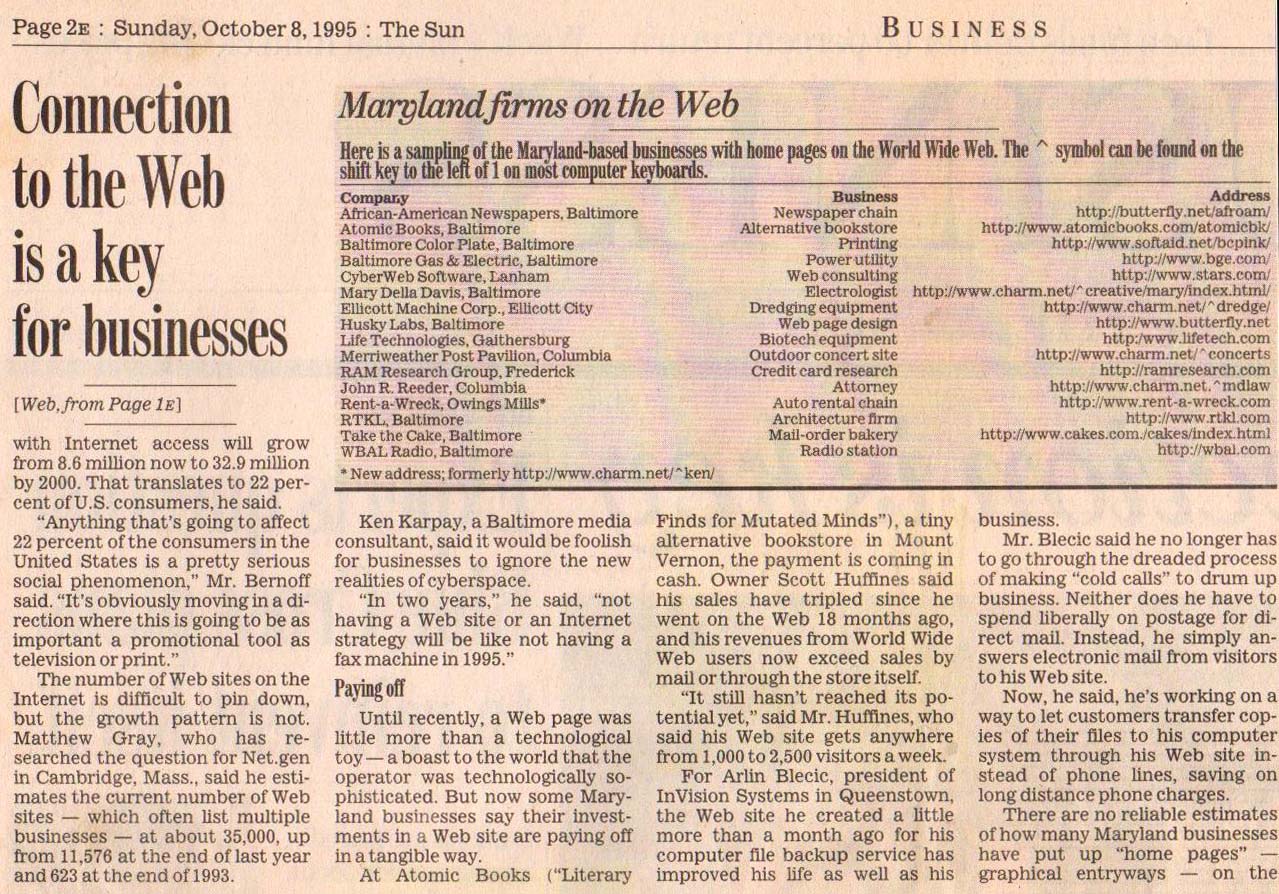 Page 2E : Sunday, October 8, 1995 : The Sun
BUSINESS
Connection
to the Web
is a key
for businesses
[Web, from Page 1E]
with Internet access will grow
from 8.6 million now to 32.9 million
by 2000. That translates to 22 per-
cent of U.S. consumers, he said.
"Anything that's going to affect
22 percent of the consumers in the
United States is a pretty serious
social phenomenon," Mr. Bernoff
said. "It's obviously moving in a di-
rection where this is going to be as
important a promotional tool as
television or print."
The number of Web sites on the
Internet is difficult to pin down,
but the growth pattern is not.
Matthew Gray, who has re-
searched the question for Net.gen
in Cambridge, Mass., said he esti-
mates the current number of Web
sites — which often list multiple
businesses — at about 35,000, up
from 11,576 at the end of last year
and 623 at the end of 1993.
Maryland firms on the Web
Here is a sampling of the Maryland-based businesses with home pages on the World Wide Web. The ^ symbol can be found on the
shift key to the left of 1 on most computer keyboards.
Company Business Address
African-American Newspapers, Baltimore Newspaper chain http://butterfly.net/afroam/
Atomic Books, Baltimore Alternative bookstore http://www.atomicbooks.com/atomicbk/
Baltimore Color Plate, Baltimore Printing http://www.softaid.net/bcpink/
Baltimore Gas & Electric, Baltimore Power utility http://www.bge.com/
CyberWeb Software, Lanham Web consulting http://www.stars.com/
Mary Della Davis, Baltimore Electrologist http://www.charm.net/^creative/mary/index.html/
Ellicott Machine Corp., Ellicott City Dredging equipment http://www.charm.net/^dredge/
Husky Labs, Baltimore Web page design http:/www.butterfly.net
Life Technologies, Gaithersburg Biotech equipment http:/www.lifetech.com
Merriweather Post Pavilion, Columbia Outdoor concert site http://www.charm.net/^concerts
RAM Research Group, Frederick Credit card research http://ramresearch.com
John R. Reeder, Columbia Attorney http://www.charm.net.^mdlaw
Rent-a-Wreck, Owings Mills* Auto rental chain http://www.rent-a-wreck.com
RTKL, Baltimore Architecture firm http://www.rtkl.com
Take the Cake, Baltimore Mail-order bakery http://www.cakes.com./cakes/index.html
WBAL Radio, Baltimore Radio station http://wbal.com
* New address; formerly http://www.charm.net/^ken/
Ken Karpay, a Baltimore media
consultant, said it would be foolish
for businesses to ignore the new
realities of cyberspace.
"In two years," he said, "not
having a Web site or an Internet
strategy will be like not having a
fax machine in 1995."
Paying off
Until recently, a Web page was
little more than a technological
toy — a boast to the world that the
operator was technologically so-
phisticated. But now some Mary-
land businesses say their invest-
ments in a Web site are paying off
in a tangible way.
At Atomic Books ("Literary
Finds for Mutated Minds"), a tiny
alternative bookstore in Mount
Vernon, the payment is coming in
cash. Owner Scott Huffines said
his sales have tripled since he
went on the Web 18 months ago,
and his revenues from World Wide
Web users now exceed sales by
mail or through the store itself.
"It still hasn't reached its po-
tential yet," said Mr. Huffines, who
said his Web site gets anywhere
from 1,000 to 2,500 visitors a week.
For Arlin Blecic, president of
InVision Systems in Queenstown,
the Web site he created a little
more than a month ago for his
computer file backup service has
improved his life as well as his
business.
Mr. Blecic said he no longer has
to go through the dreaded process
of making "cold calls" to drum up
business. Neither does he have to
spend liberally on postage for di-
rect mail. Instead, he simply an-
swers electronic mail from visitors
to his Web site.
Now, he said, he's working on a
way to let customers transfer cop-
ies of their files to his computer
system through his Web site in-
stead of phone lines, saving on
long distance phone charges.
There are no reliable estimates
of how many Maryland businesses
have put up "home pages" —
graphical entryways — on the